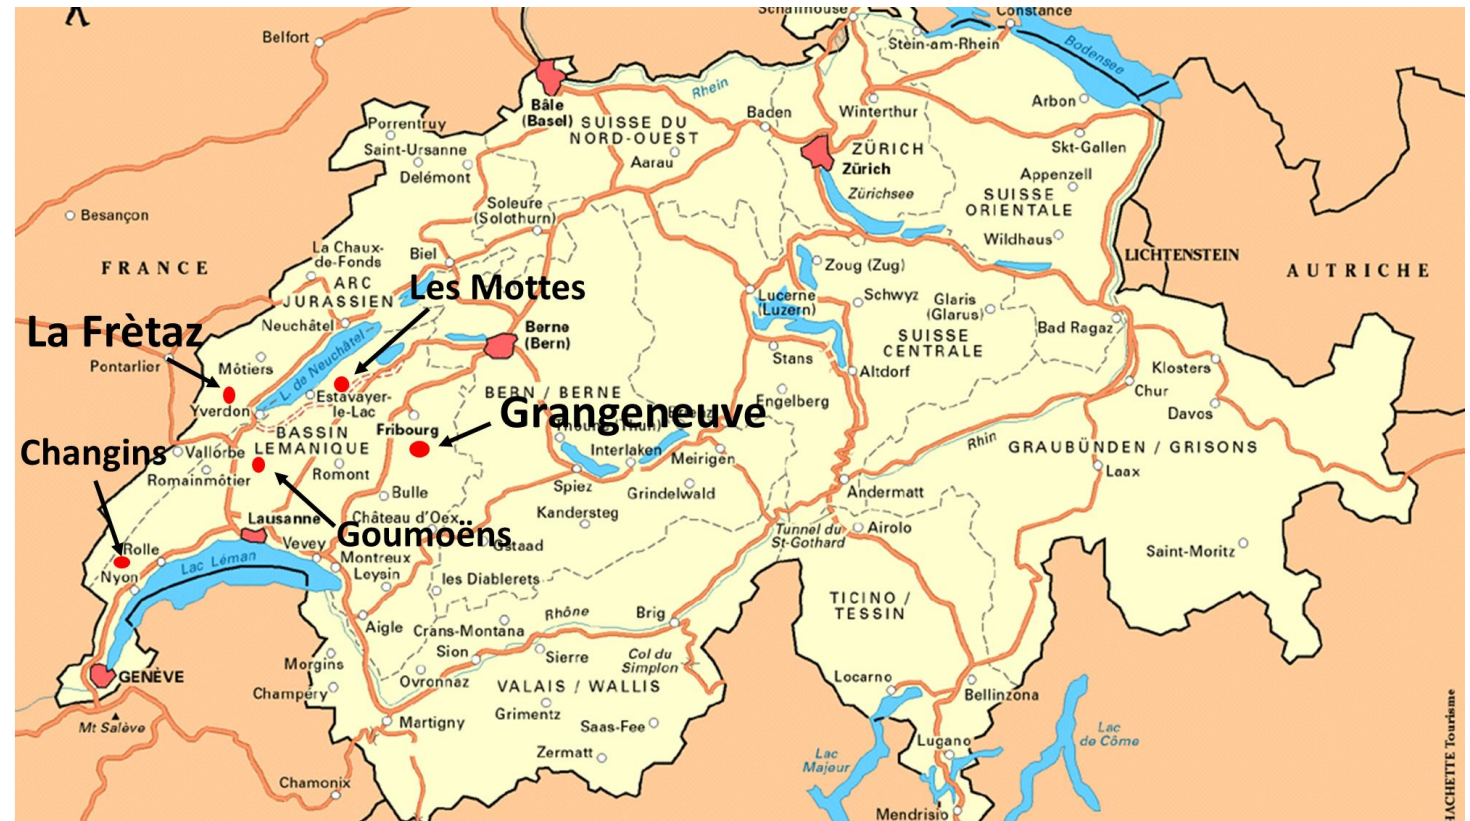 Schaffhouse
Constance
Belfort
Stein-am-Rhein
Bodensee
Rhein
Bâle
(Basel)
SUISSE DU
NORD-OUEST
Baden
Winterthur
Arbon
Porrentruy
Saint-Ursanne
Delémont
Aarau
ZÜRICH
Zürich
Zürichsee
Skt-Gallen
Appenzell
SUISSE
ORIENTALE
Wildhaus
Besançon
Soleure
(Solothurn)
La Chaux-
de-Fonds
Biel
FRANCE
ARC
JURASSIEN
Les Mottes
Zoug (Zug)
LICHTENSTEIN
AUTRICHE
Lucerne
(Luzern)
Schwyz
Glaris
(Glarus)
Bad Ragaz
Neuchâtel
La Frètaz
Berne
(Bern)
SUISSE
CENTRALE
Pontarlier
Môtiers
L. de Neuchâtel
Stans
Altdorf
Klosters
Chur
Davos
Yverdon
Estavayer-
le-Lac
BERN / BERNE
Engelberg
Grangeneuve
Fribourg
BASSIN
LEMANIQUE
Changins
Vallorbe
Romainmôtier
Romont
Interlaken
Meirigen
Rhin
GRAUBÜNDEN / GRISONS
Laax
Spiez
Grindelwald
Andermatt
Bulle
Kandersteg
Lausanne
Château d'Oex
Goumoëns
Gstaad
Tunnel du
St-Gothard
Airolo
Saint-Moritz
Vevey
Rolle
Lac Léman
Montreux
Nyon
Leysin
les Diablerets
TICINO /
TESSIN
Rhône
Brig
Aigle
Crans-Montana
Sion
Sierre
Col du
Simplon
Morgins
GENÈVE
Ovronnaz
VALAIS / WALLIS
Champéry
Grimentz
Locarno
Bellinzona
Mt Salève
Martigny
Saas-Fee
Zermatt
Lugano
Lac
Majeur
Lac
de Côme
Chamonix
Mendrisio
HACHETTE Tourisme